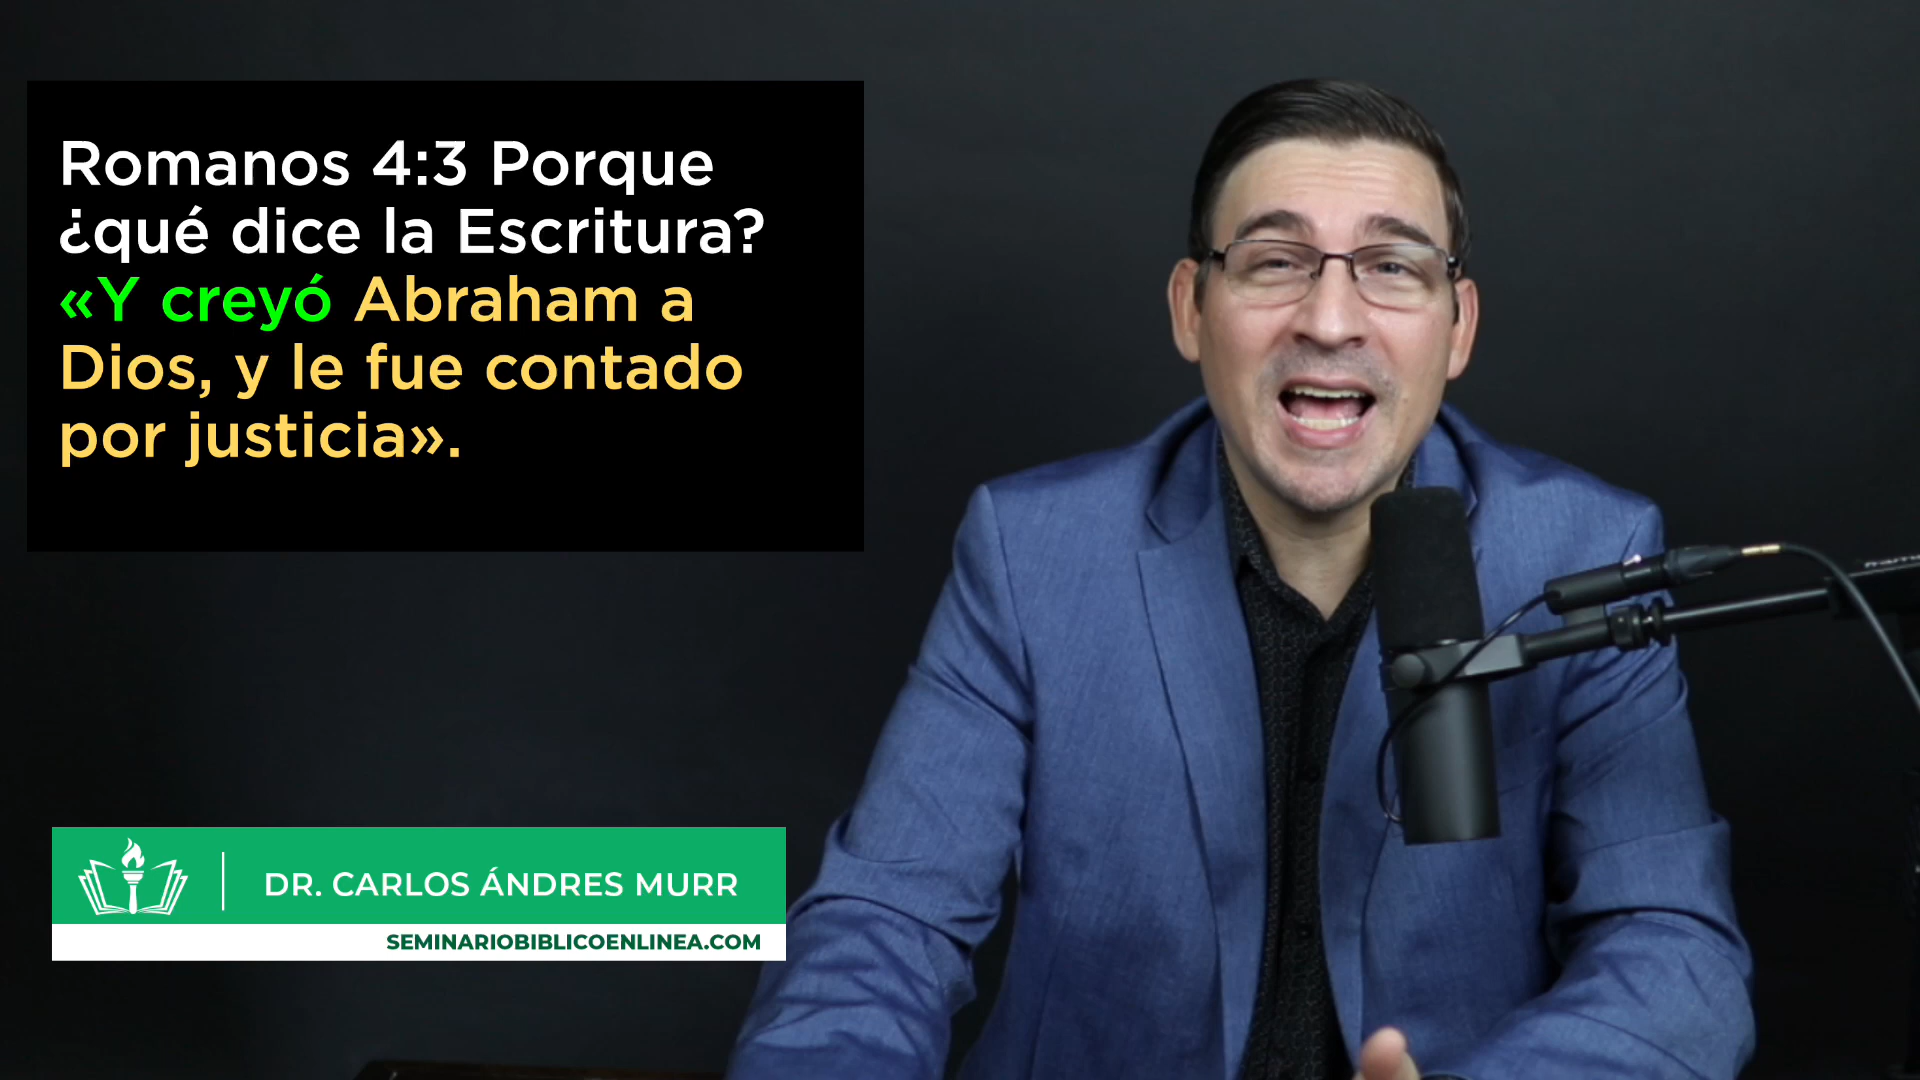 Romanos 4:3 Porque
¿qué dice la Escritura?
«Y creyó Abraham a
Dios, y le fue contado
por justicia».
DR. CARLOS ÁNDRES MURR
SEMINARIOBIBLICOENLINEA.COM